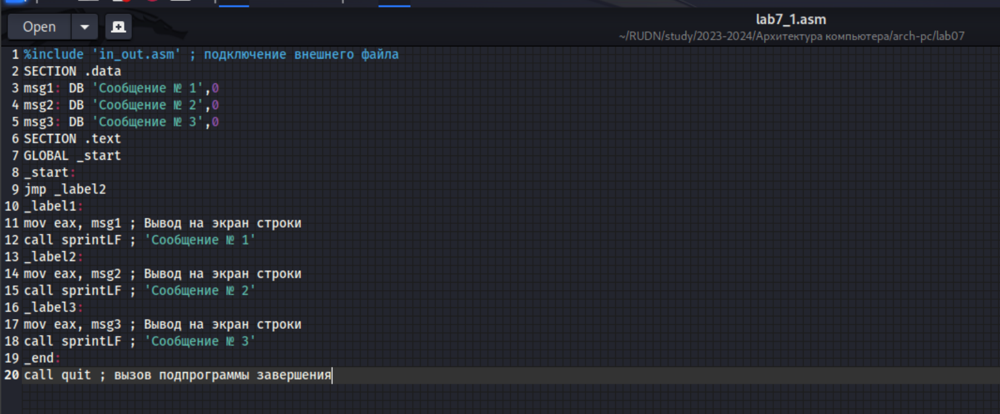 Open
lab7_1.asm
~/RUDN/study/2023-2024/Архитектура компьютера/arch-pc/lab07
1 %include 'in_out.asm' ; подключение внешнего файла
2 SECTION .data
3 msg1: DB 'Сообщение № 1',0
4 msg2: DB 'Сообщение № 2',0
5 msg3: DB 'Сообщение № 3',0
6 SECTION .text
7 GLOBAL _start
8 _start:
9 jmp _label2
10 _label1:
11 mov eax, msg1 ; Вывод на экран строки
12 call sprintLF ; 'Сообщение № 1'
13 _label2:
14 mov eax, msg2 ; Вывод на экран строки
15 call sprintLF ; 'Сообщение № 2'
16 _label3:
17 mov eax, msg3 ; Вывод на экран строки
18 call sprintLF ; 'Сообщение № 3'
19 _end:
20 call quit ; вызов подпрограммы завершения